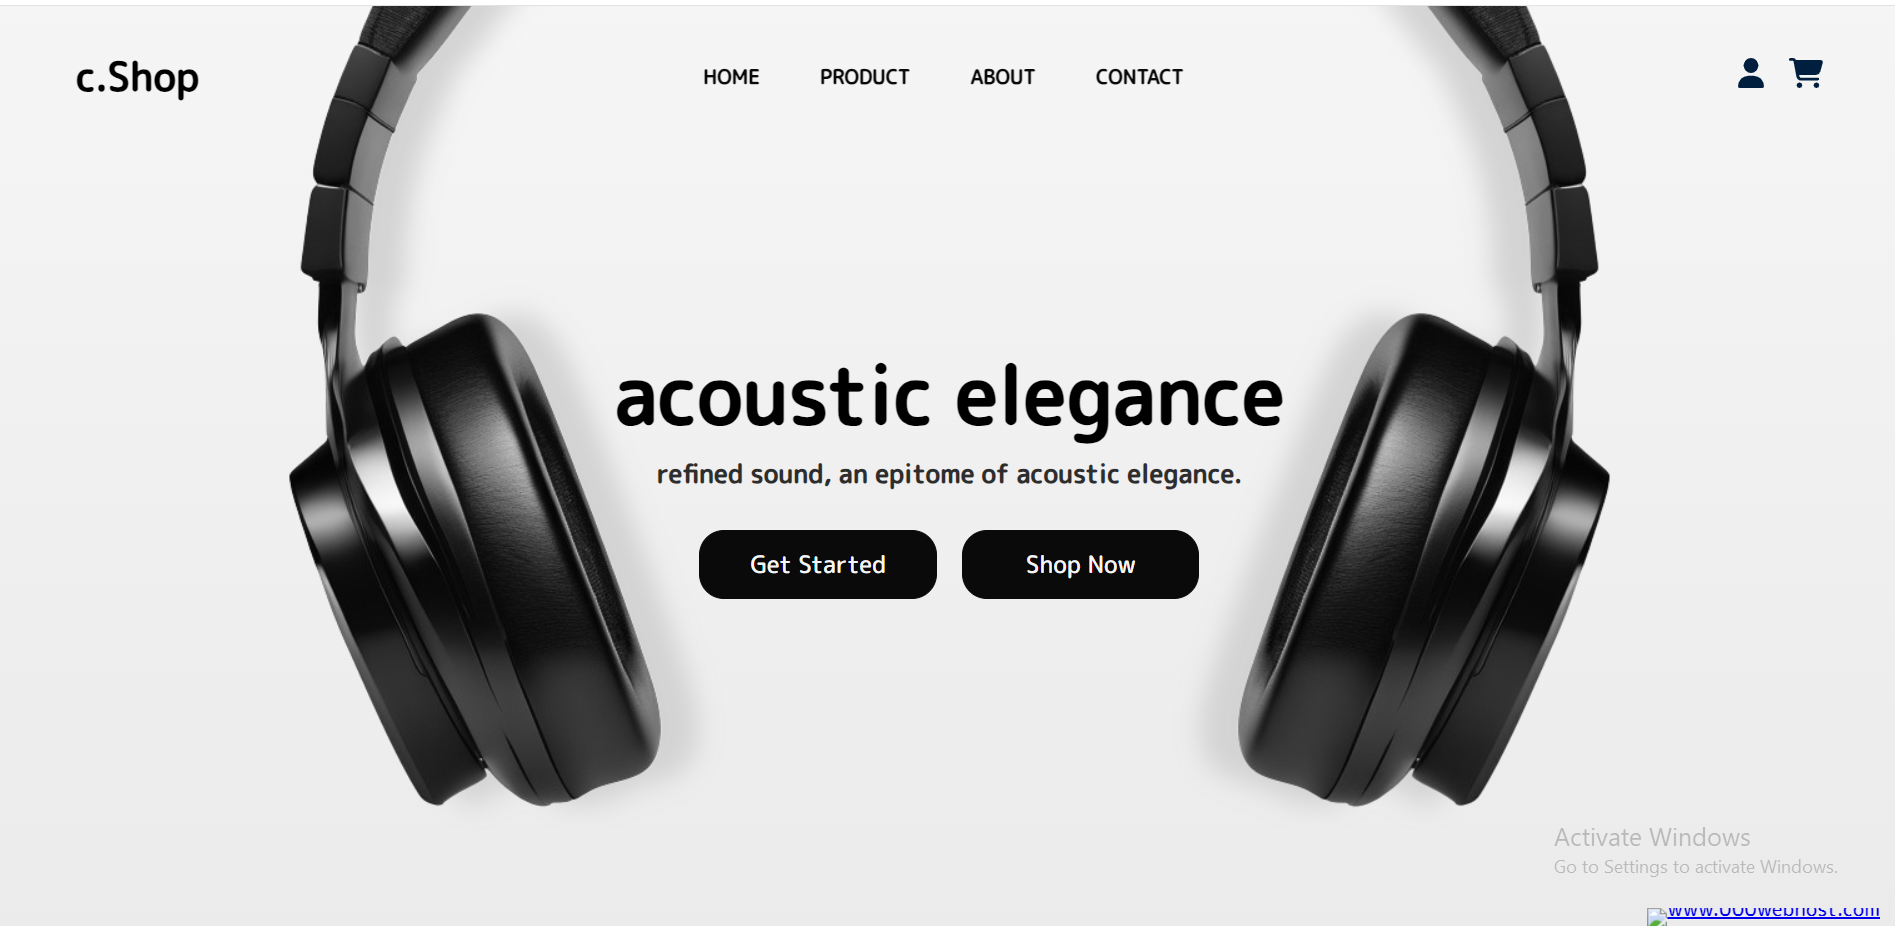 c.Shop
HOME PRODUCT ABOUT CONTACT
acoustic elegance
refined sound, an epitome of acoustic elegance.
Get Started Shop Now
Activate Windows
Go to Settings to activate Windows.
www.000webhost.com